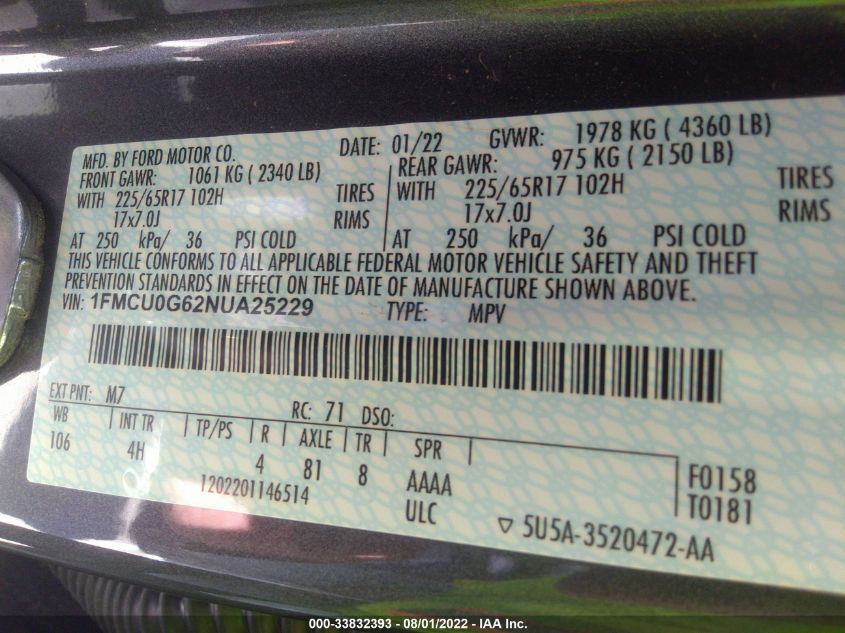 MFD. BY FORD MOTOR CO. DATE: 01/22 GVWR: 1978 KG ( 4360 LB)
FRONT GAWR: 1061 KG ( 2340 LB) REAR GAWR: 975 KG ( 2150 LB)
WITH 225/65R17 102H TIRES WITH 225/65R17 102H TIRES
17x7.0J RIMS 17x7.0J RIMS
AT 250 kPa/ 36 PSI COLD AT 250 kPa/ 36 PSI COLD
THIS VEHICLE CONFORMS TO ALL APPLICABLE FEDERAL MOTOR VEHICLE SAFETY AND THEFT
PREVENTION STANDARDS IN EFFECT ON THE DATE OF MANUFACTURE SHOWN ABOVE.
VIN: 1FMCU0G62NUA25229 TYPE: MPV
EXT PNT: M7 RC: 71 DSO:
WB INT TR TP/PS R AXLE TR SPR
106 4H 4 81 8 AAAA F0158
1202201146514 ULC T0181
5U5A-3520472-AA
000-33832393 - 08/01/2022 - IAA Inc.